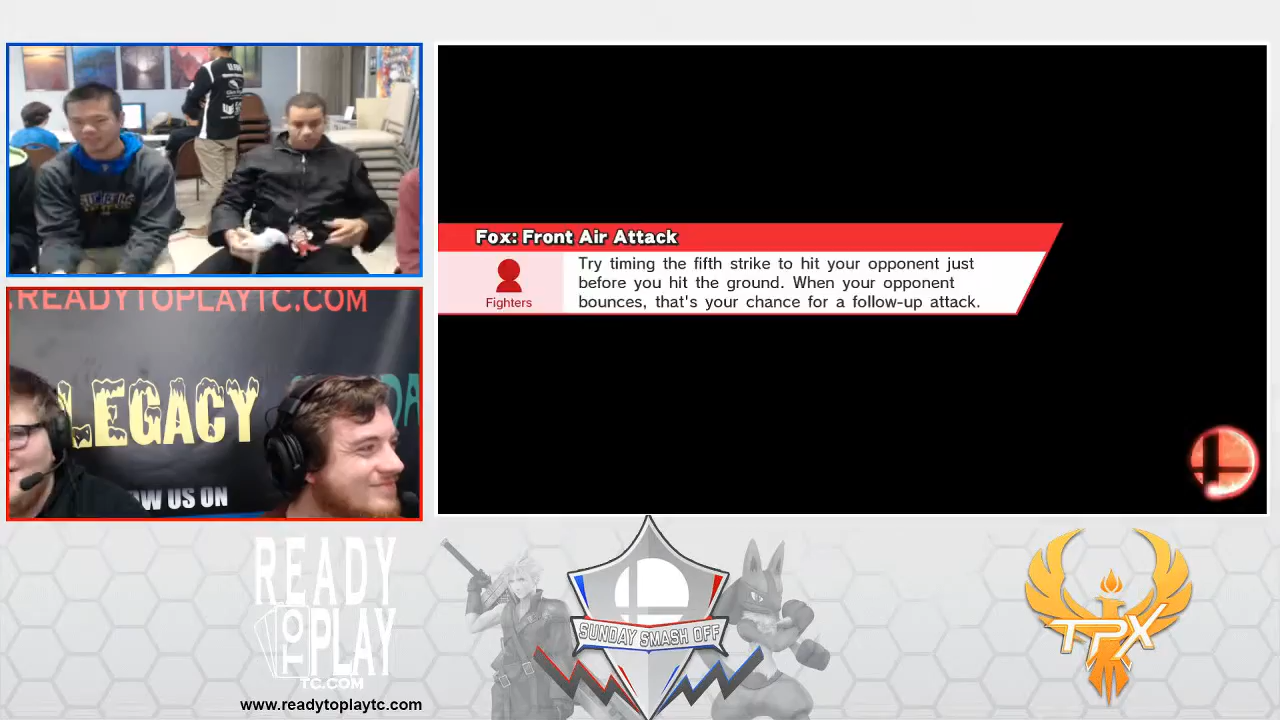 Fox: Front Air Attack
Fighters
Try timing the fifth strike to hit your opponent just
before you hit the ground. When your opponent
bounces, that's your chance for a follow-up attack.
.READYTOPLAYTC.COM
LEGACY
OW US ON
READY
TO
PLAY
TC.COM
www.readytoplaytc.com
SUNDAY SMASH OFF
TPX